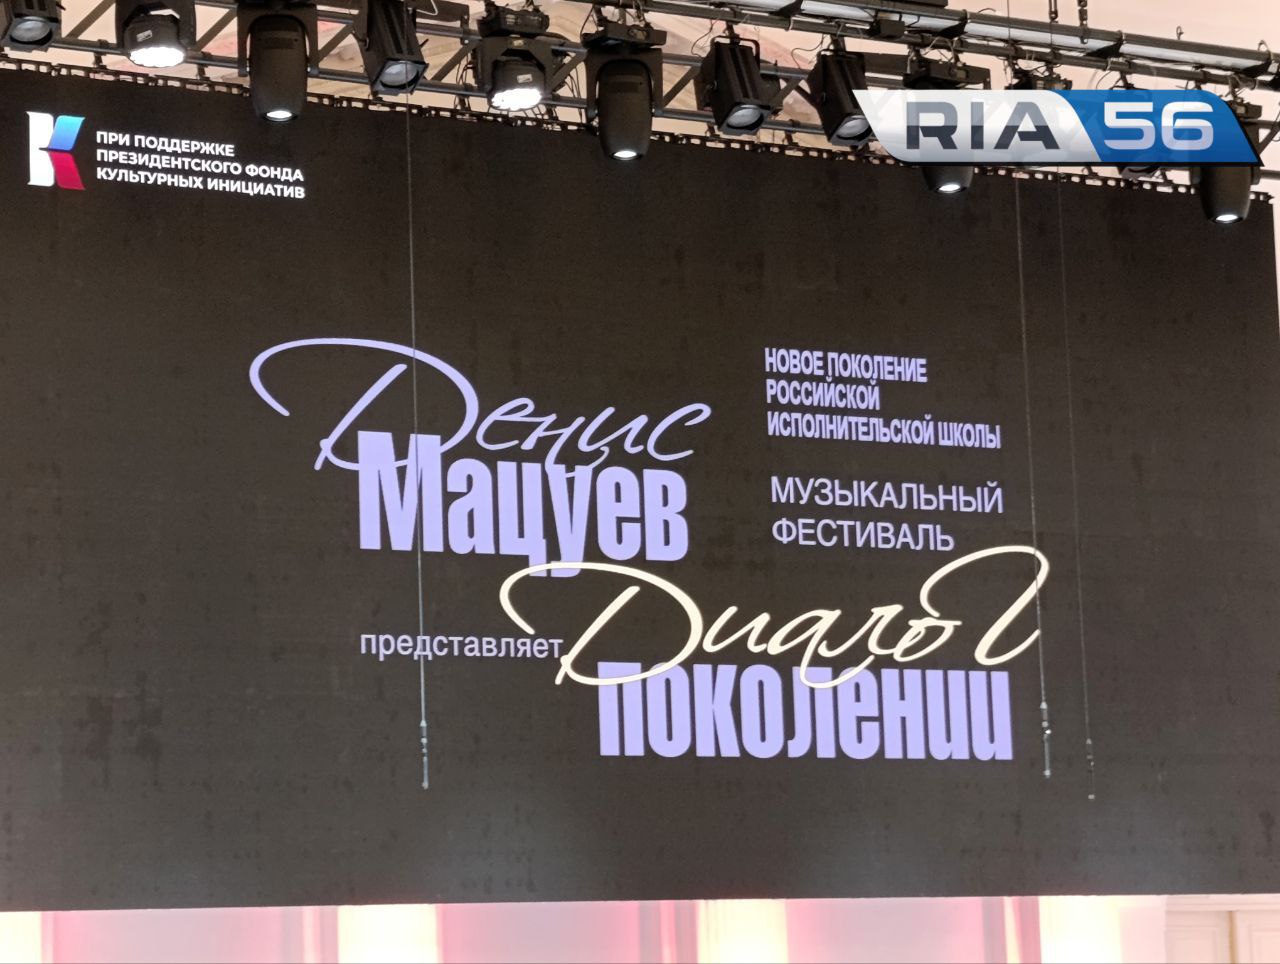 ПРИ ПОДДЕРЖКЕ
ПРЕЗИДЕНТСКОГО ФОНДА
КУЛЬТУРНЫХ ИНИЦИАТИВ
RIA 56
Денис
Мацуев
НОВОЕ ПОКОЛЕНИЕ
РОССИЙСКОЙ
ИСПОЛНИТЕЛЬСКОЙ ШКОЛЫ
МУЗЫКАЛЬНЫЙ
ФЕСТИВАЛЬ
представляет
Диалог
поколений